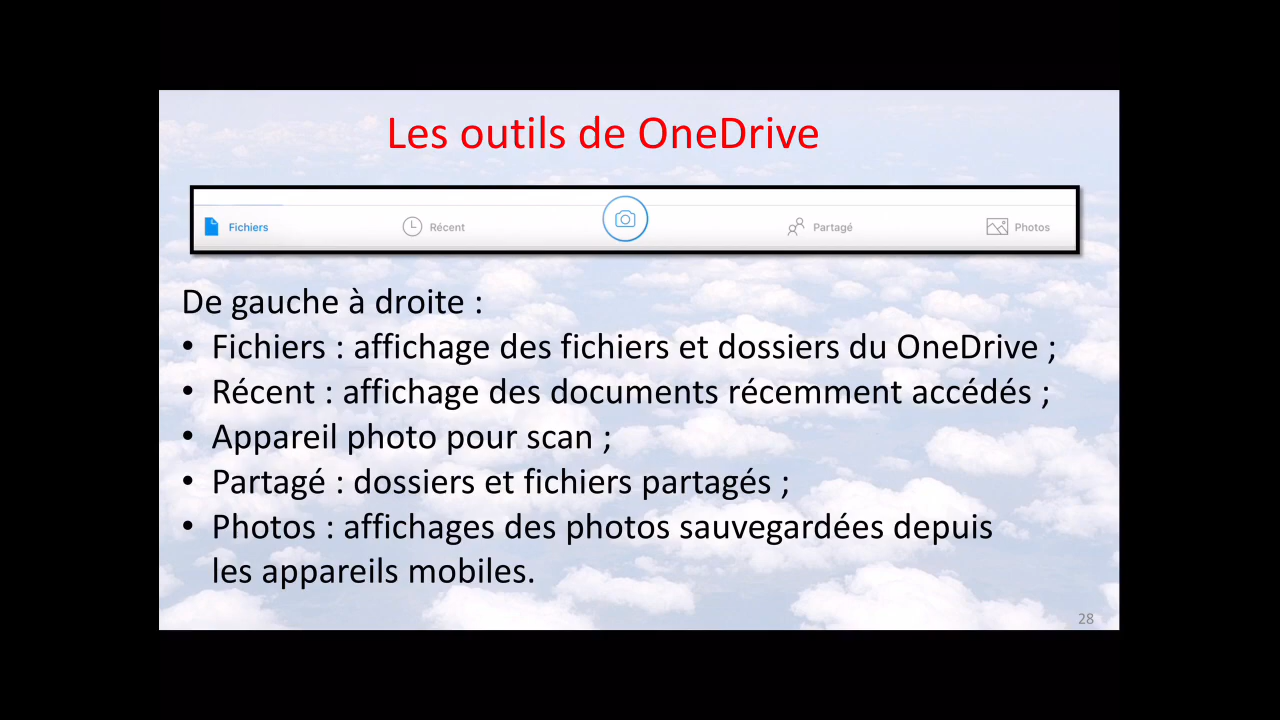 Les outils de OneDrive
Fichiers
Récent
Partagé
Photos
De gauche à droite :
• Fichiers : affichage des fichiers et dossiers du OneDrive ;
• Récent : affichage des documents récemment accédés ;
• Appareil photo pour scan ;
• Partagé : dossiers et fichiers partagés ;
• Photos : affichages des photos sauvegardées depuis
les appareils mobiles.
28